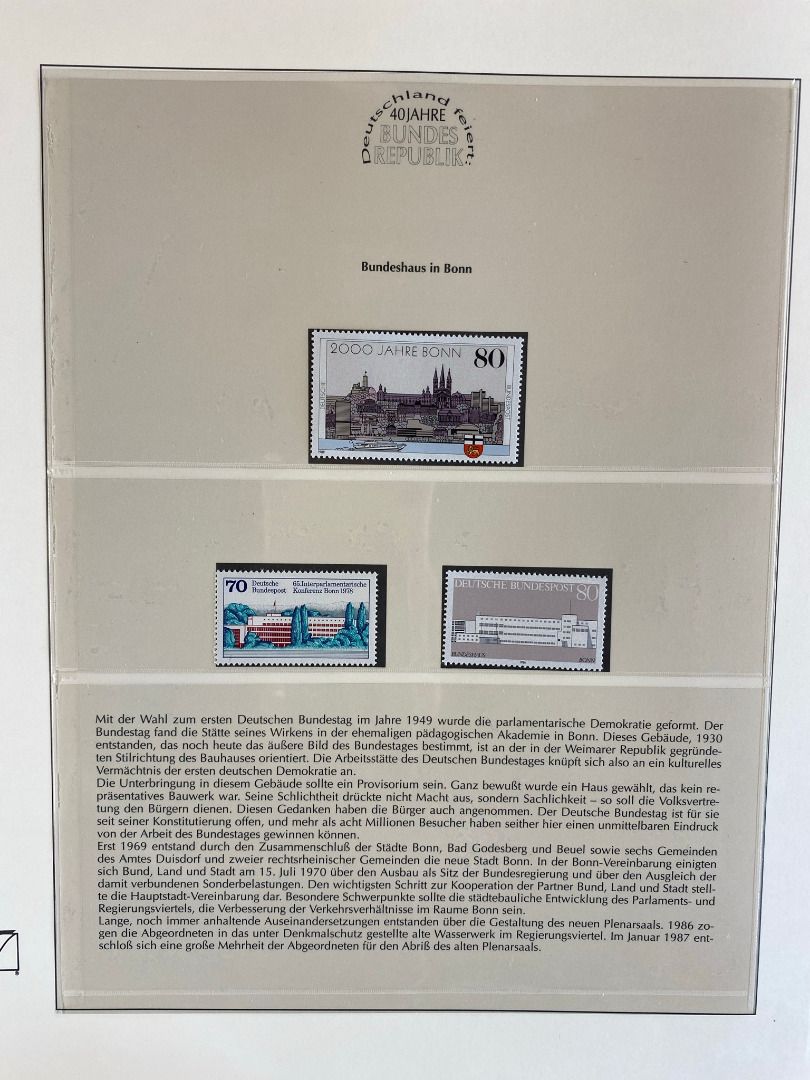 Deutschland feiert:
40 JAHRE
BUNDES
REPUBLIK
Bundeshaus in Bonn
2000 JAHRE BONN 80
DEUTSCHE
BUNDESPOST
70 Deutsche 65.Interparlamentarische
Bundespost Konferenz Bonn 1978
DEUTSCHE BUNDESPOST 80
BUNDESHAUS BONN
Mit der Wahl zum ersten Deutschen Bundestag im Jahre 1949 wurde die parlamentarische Demokratie geformt. Der
Bundestag fand die Stätte seines Wirkens in der ehemaligen pädagogischen Akademie in Bonn. Dieses Gebäude, 1930
entstanden, das noch heute das äußere Bild des Bundestages bestimmt, ist an der in der Weimarer Republik gegründe-
ten Stilrichtung des Bauhauses orientiert. Die Arbeitsstätte des Deutschen Bundestages knüpft sich also an ein kulturelles
Vermächtnis der ersten deutschen Demokratie an.
Die Unterbringung in diesem Gebäude sollte ein Provisorium sein. Ganz bewußt wurde ein Haus gewählt, das kein re-
präsentatives Bauwerk war. Seine Schlichtheit drückte nicht Macht aus, sondern Sachlichkeit – so soll die Volksvertre-
tung den Bürgern dienen. Diesen Gedanken haben die Bürger auch angenommen. Der Deutsche Bundestag ist für sie
seit seiner Konstitutierung offen, und mehr als acht Millionen Besucher haben seither hier einen unmittelbaren Eindruck
von der Arbeit des Bundestages gewinnen können.
Erst 1969 entstand durch den Zusammenschluß der Städte Bonn, Bad Godesberg und Beuel sowie sechs Gemeinden
des Amtes Duisdorf und zweier rechtsrheinischer Gemeinden die neue Stadt Bonn. In der Bonn-Vereinbarung einigten
sich Bund, Land und Stadt am 15. Juli 1970 über den Ausbau als Sitz der Bundesregierung und über den Ausgleich der
damit verbundenen Sonderbelastungen. Den wichtigsten Schritt zur Kooperation der Partner Bund, Land und Stadt stell-
te die Hauptstadt-Vereinbarung dar. Besondere Schwerpunkte sollte die städtebauliche Entwicklung des Parlaments- und
Regierungsviertels, die Verbesserung der Verkehrsverhältnisse im Raume Bonn sein.
Lange, noch immer anhaltende Auseinandersetzungen entstanden über die Gestaltung des neuen Plenarsaals. 1986 zo-
gen die Abgeordneten in das unter Denkmalschutz gestellte alte Wasserwerk im Regierungsviertel. Im Januar 1987 ent-
schloß sich eine große Mehrheit der Abgeordneten für den Abriß des alten Plenarsaals.